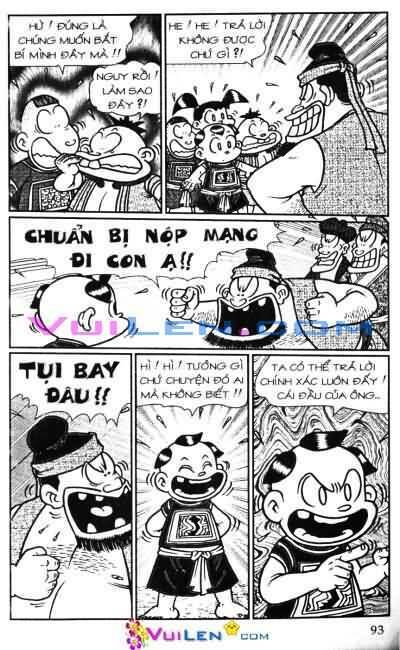 HỪ ! ĐÚNG LÀ
CHÚNG MUỐN BẮT
BÍ MÌNH ĐÂY MÀ !!
NGUY RỒI !
LÀM SAO
ĐÂY ?!
HE ! HE ! TRẢ LỜI
KHÔNG ĐƯỢC
CHỨ GÌ ?!
CHUẨN BỊ NỘP MẠNG
ĐI CON Ạ !!
VUILEN.COM
TỤI BAY
ĐÂU !!
HÌ ! HÌ ! TƯỞNG GÌ
CHỨ CHUYỆN ĐÓ AI
MÀ KHÔNG BIẾT !!
TA CÓ THỂ TRẢ LỜI
CHÍNH XÁC LUÔN ĐẤY !
CÁI ĐẦU CỦA ÔNG..
93
VUILEN.COM